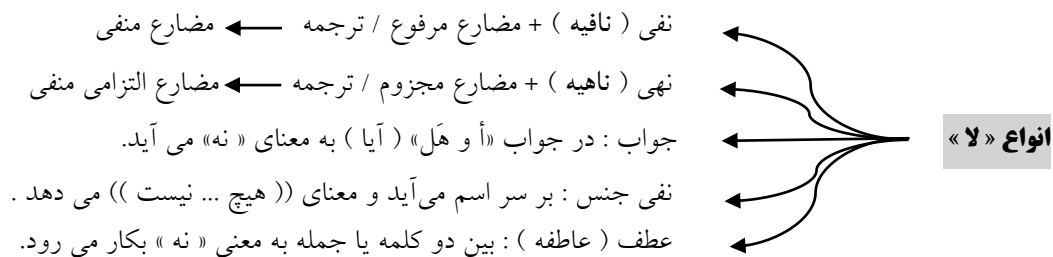 انواع « لا »
نفی ( نافیه ) + مضارع مرفوع / ترجمه مضارع منفی
نهی ( ناهیه ) + مضارع مجزوم / ترجمه مضارع التزامی منفی
جواب : در جواب «أ و هَل» ( آیا ) به معنای « نه» می آید.
نفی جنس : بر سر اسم می‌آید و معنای (( هیچ ... نیست )) می دهد .
عطف ( عاطفه ) : بین دو کلمه یا جمله به معنی « نه » بکار می رود.